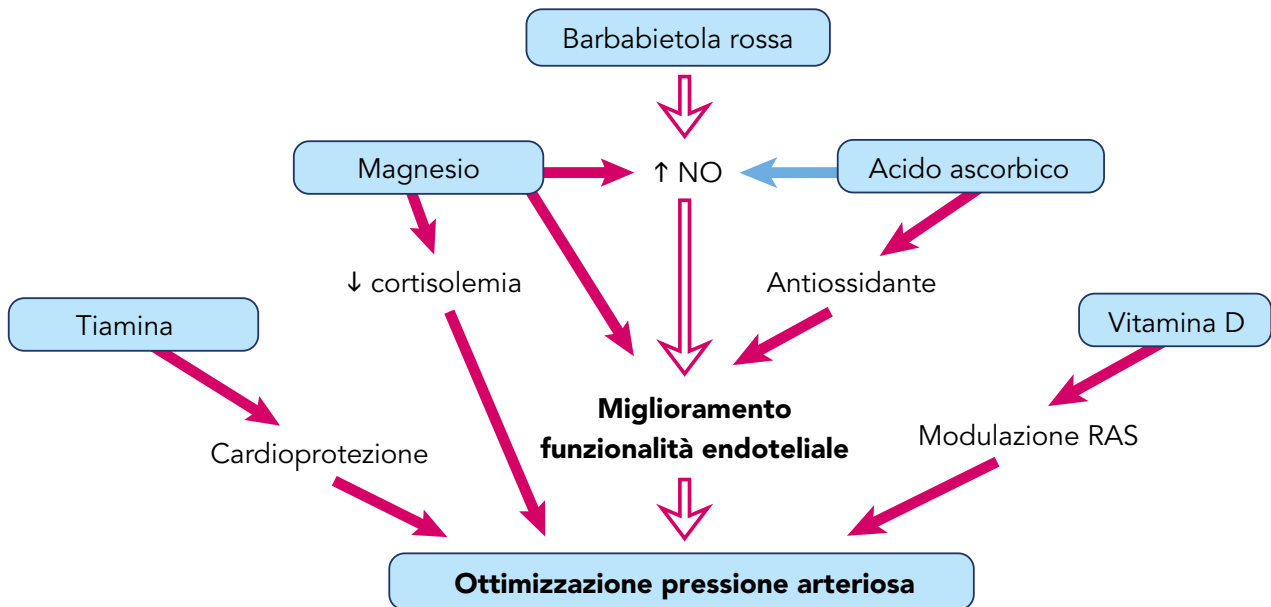 Barbabietola rossa
Magnesio
↑ NO
Acido ascorbico
↓ cortisolemia
Antiossidante
Tiamina
Vitamina D
Miglioramento
funzionalità endoteliale
Cardioprotezione
Modulazione RAS
Ottimizzazione pressione arteriosa